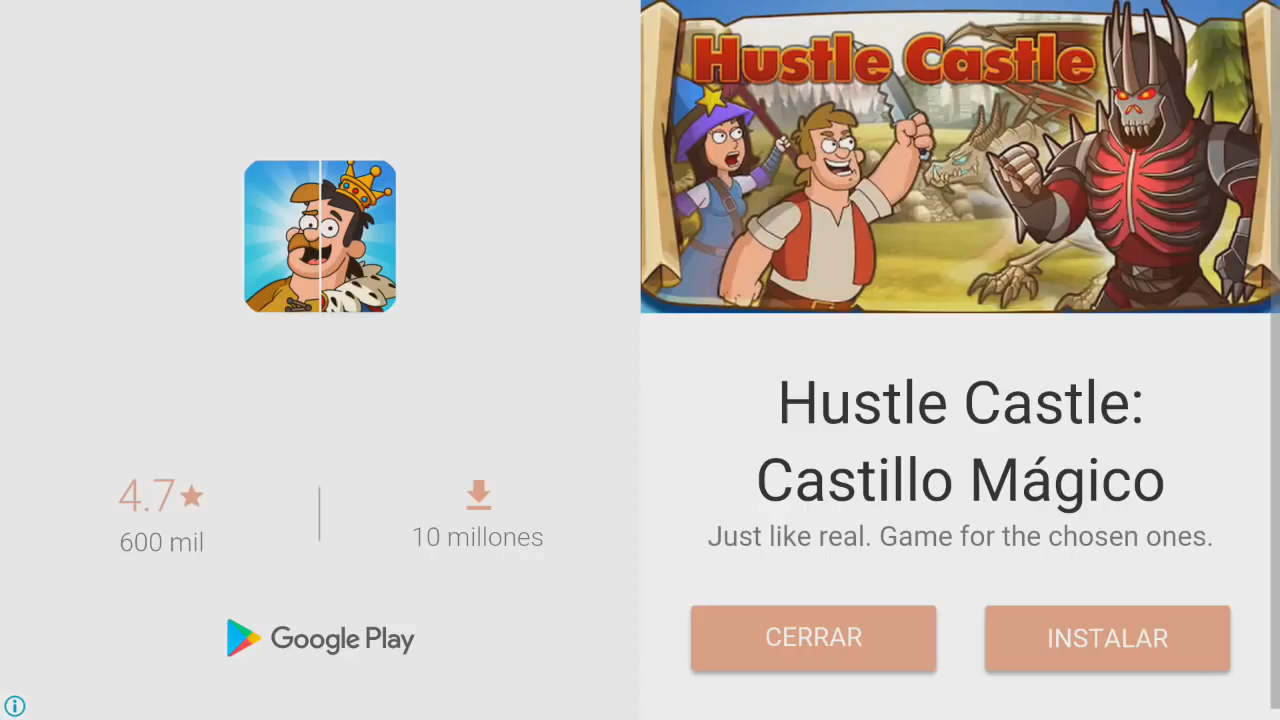 4.7★
600 mil
10 millones
Google Play
Hustle Castle
Hustle Castle:
Castillo Mágico
Just like real. Game for the chosen ones.
CERRAR
INSTALAR